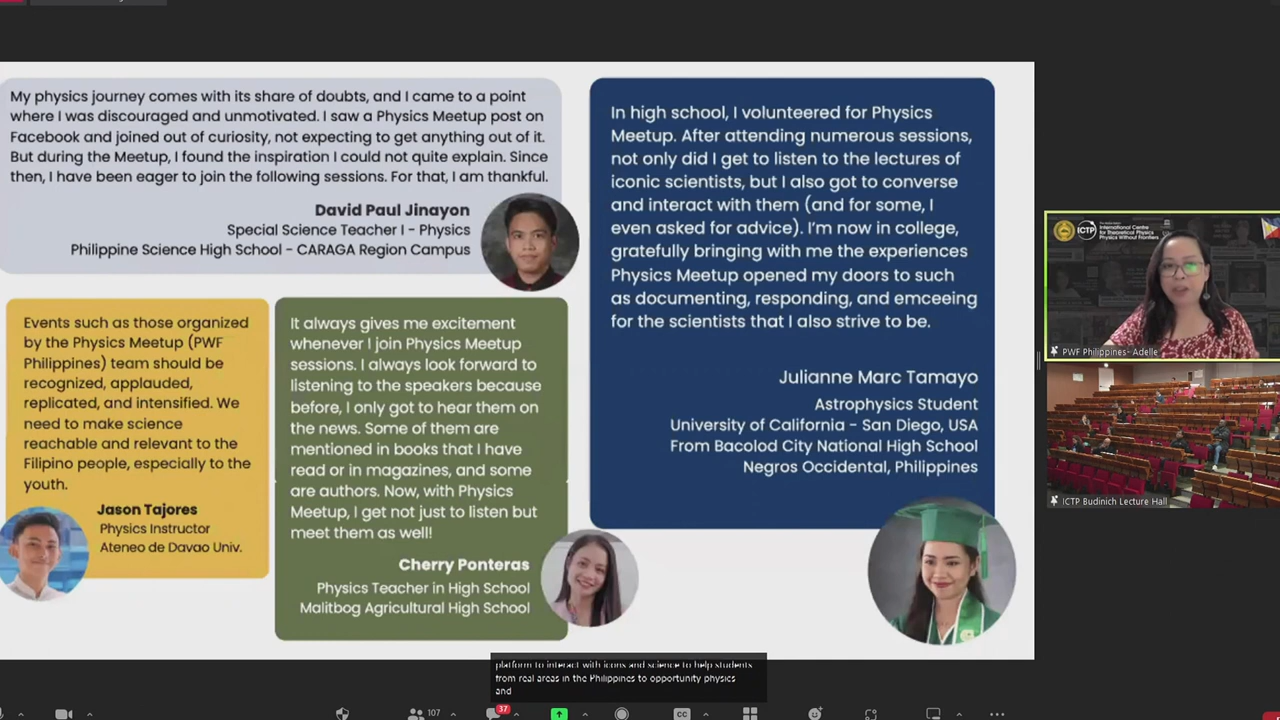 My physics journey comes with its share of doubts, and I came to a point
where I was discouraged and unmotivated. I saw a Physics Meetup post on
Facebook and joined out of curiosity, not expecting to get anything out of it.
But during the Meetup, I found the inspiration I could not quite explain. Since
then, I have been eager to join the following sessions. For that, I am thankful.
David Paul Jinayon
Special Science Teacher I - Physics
Philippine Science High School - CARAGA Region Campus
Events such as those organized
by the Physics Meetup (PWF
Philippines) team should be
recognized, applauded,
replicated, and intensified. We
need to make science
reachable and relevant to the
Filipino people, especially to the
youth.
Jason Tajores
Physics Instructor
Ateneo de Davao Univ.
It always gives me excitement
whenever I join Physics Meetup
sessions. I always look forward to
listening to the speakers because
before, I only got to hear them on
the news. Some of them are
mentioned in books that I have
read or in magazines, and some
are authors. Now, with Physics
Meetup, I get not just to listen but
meet them as well!
Cherry Ponteras
Physics Teacher in High School
Malitbog Agricultural High School
In high school, I volunteered for Physics
Meetup. After attending numerous sessions,
not only did I get to listen to the lectures of
iconic scientists, but I also got to converse
and interact with them (and for some, I
even asked for advice). I'm now in college,
gratefully bringing with me the experiences
Physics Meetup opened my doors to such
as documenting, responding, and emceeing
for the scientists that I also strive to be.
Julianne Marc Tamayo
Astrophysics Student
University of California - San Diego, USA
From Bacolod City National High School
Negros Occidental, Philippines
ICTP
International Centre
for Theoretical Physics
Physics Without Frontiers
PWF Philippines- Adelle
ICTP Budinich Lecture Hall
platform to interact with icons and science to help students
from real areas in the Philippines to opportunity physics
and
107
37
CC